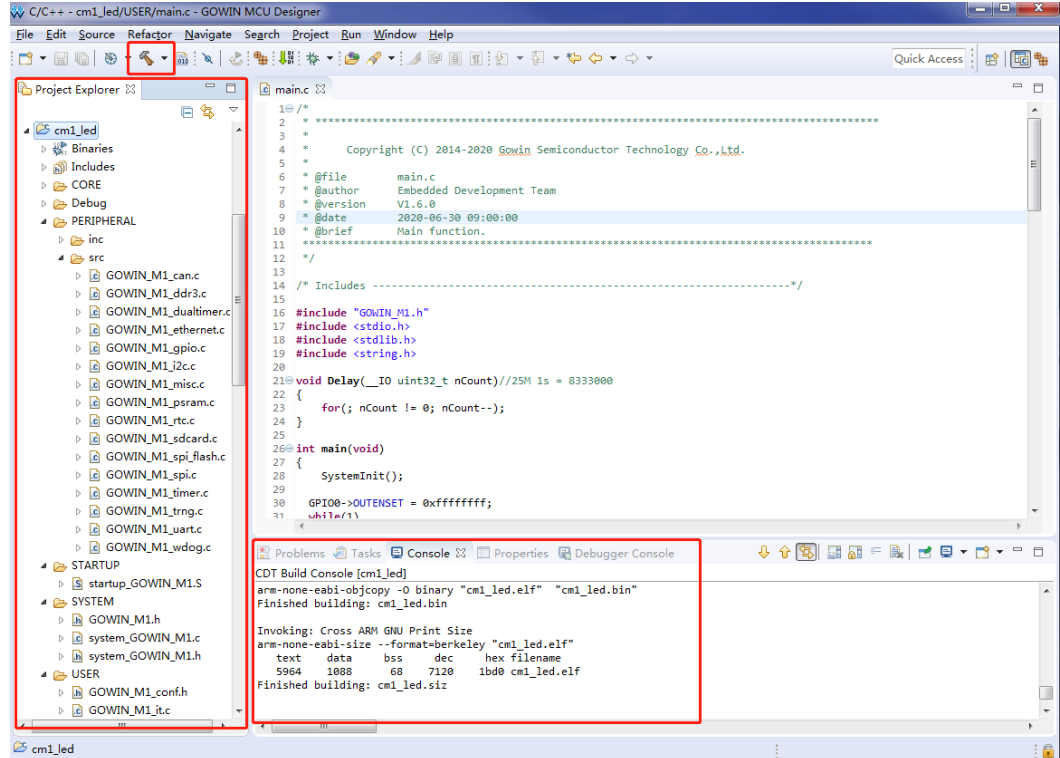 C/C++ - cm1_led/USER/main.c - GOWIN MCU Designer
File Edit Source Refactor Navigate Search Project Run Window Help
Quick Access
Project Explorer
cm1_led
Binaries
Includes
CORE
Debug
PERIPHERAL
inc
src
GOWIN_M1_can.c
GOWIN_M1_ddr3.c
GOWIN_M1_dualtimer.c
GOWIN_M1_ethernet.c
GOWIN_M1_gpio.c
GOWIN_M1_i2c.c
GOWIN_M1_misc.c
GOWIN_M1_psram.c
GOWIN_M1_rtc.c
GOWIN_M1_sdcard.c
GOWIN_M1_spi_flash.c
GOWIN_M1_spi.c
GOWIN_M1_timer.c
GOWIN_M1_trng.c
GOWIN_M1_uart.c
GOWIN_M1_wdog.c
STARTUP
startup_GOWIN_M1.S
SYSTEM
GOWIN_M1.h
system_GOWIN_M1.c
system_GOWIN_M1.h
USER
GOWIN_M1_conf.h
GOWIN_M1_it.c
main.c
1 /*
2 * *****************************************************************************************
3 *
4 * Copyright (C) 2014-2020 Gowin Semiconductor Technology Co.,Ltd.
5 *
6 * @file main.c
7 * @author Embedded Development Team
8 * @version V1.6.0
9 * @date 2020-06-30 09:00:00
10 * @brief Main function.
11 ******************************************************************************************
12 */
13
14 /* Includes ------------------------------------------------------------------*/
15
16 #include "GOWIN_M1.h"
17 #include <stdio.h>
18 #include <stdlib.h>
19 #include <string.h>
20
21 void Delay(__IO uint32_t nCount)//25M 1s = 8333000
22 {
23 for(; nCount != 0; nCount--);
24 }
25
26 int main(void)
27 {
28 SystemInit();
29
30 GPIO0->OUTENSET = 0xffffffff;
31 while(1)
Problems Tasks Console Properties Debugger Console
CDT Build Console [cm1_led]
arm-none-eabi-objcopy -O binary "cm1_led.elf" "cm1_led.bin"
Finished building: cm1_led.bin
Invoking: Cross ARM GNU Print Size
arm-none-eabi-size --format=berkeley "cm1_led.elf"
text data bss dec hex filename
5964 1088 68 7120 1bd0 cm1_led.elf
Finished building: cm1_led.siz
cm1_led